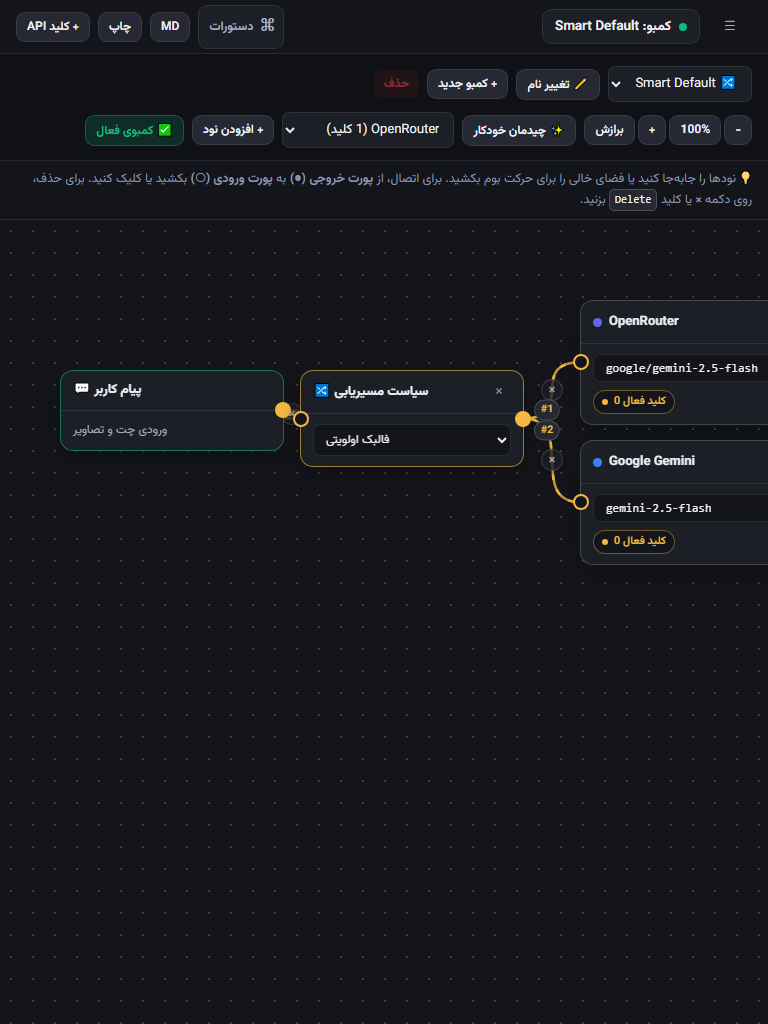 ☰
کمبو: Smart Default
⌘ دستورات
MD
چاپ
+ کلید API
🔀 Smart Default
✏️ تغییر نام
+ کمبو جدید
حذف
-
100%
+
برازش
✨ چیدمان خودکار
OpenRouter (1 کلید)
+ افزودن نود
✅ کمبوی فعال
💡 نودها را جابه‌جا کنید یا فضای خالی را برای حرکت بوم بکشید. برای اتصال، از پورت خروجی (●) به پورت ورودی (○) بکشید یا کلیک کنید. برای حذف،
روی دکمه × یا کلید Delete بزنید.
💬 پیام کاربر
ورودی چت و تصاویر
🔀 سیاست مسیریابی
×
فالبک اولویتی
×
#1
#2
×
OpenRouter
google/gemini-2.5-flash
0 کلید فعال
Google Gemini
gemini-2.5-flash
0 کلید فعال